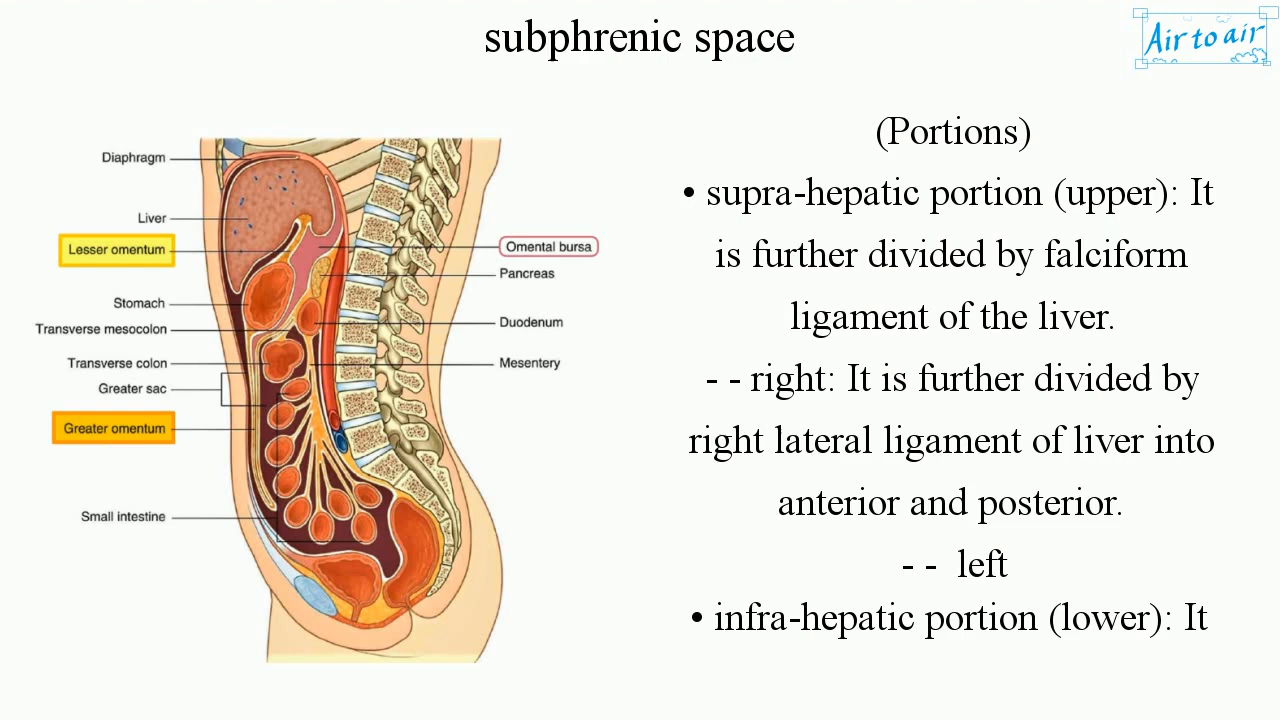 subphrenic space
Air to air
Diaphragm
Liver
Lesser omentum
Stomach
Transverse mesocolon
Transverse colon
Greater sac
Greater omentum
Small intestine
Omental bursa
Pancreas
Duodenum
Mesentery
(Portions)
• supra-hepatic portion (upper): It
is further divided by falciform
ligament of the liver.
- - right: It is further divided by
right lateral ligament of liver into
anterior and posterior.
- - left
• infra-hepatic portion (lower): It